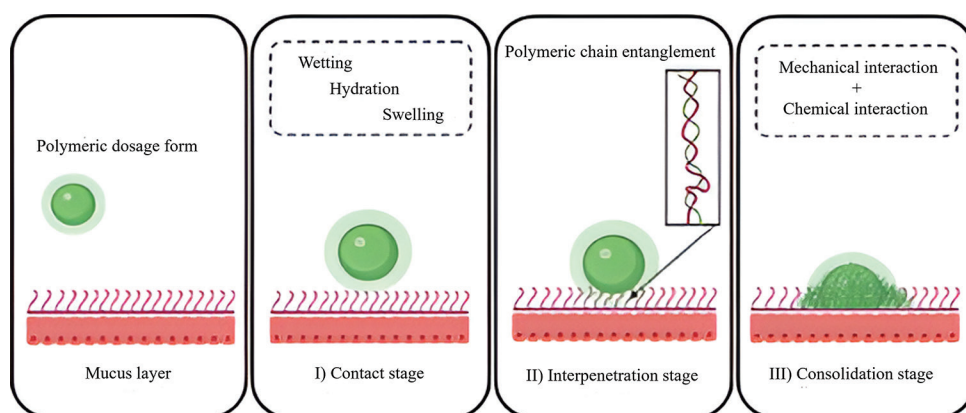 Polymeric dosage form
Mucus layer
Wetting
Hydration
Swelling
I) Contact stage
Polymeric chain entanglement
II) Interpenetration stage
Mechanical interaction
+
Chemical interaction
III) Consolidation stage